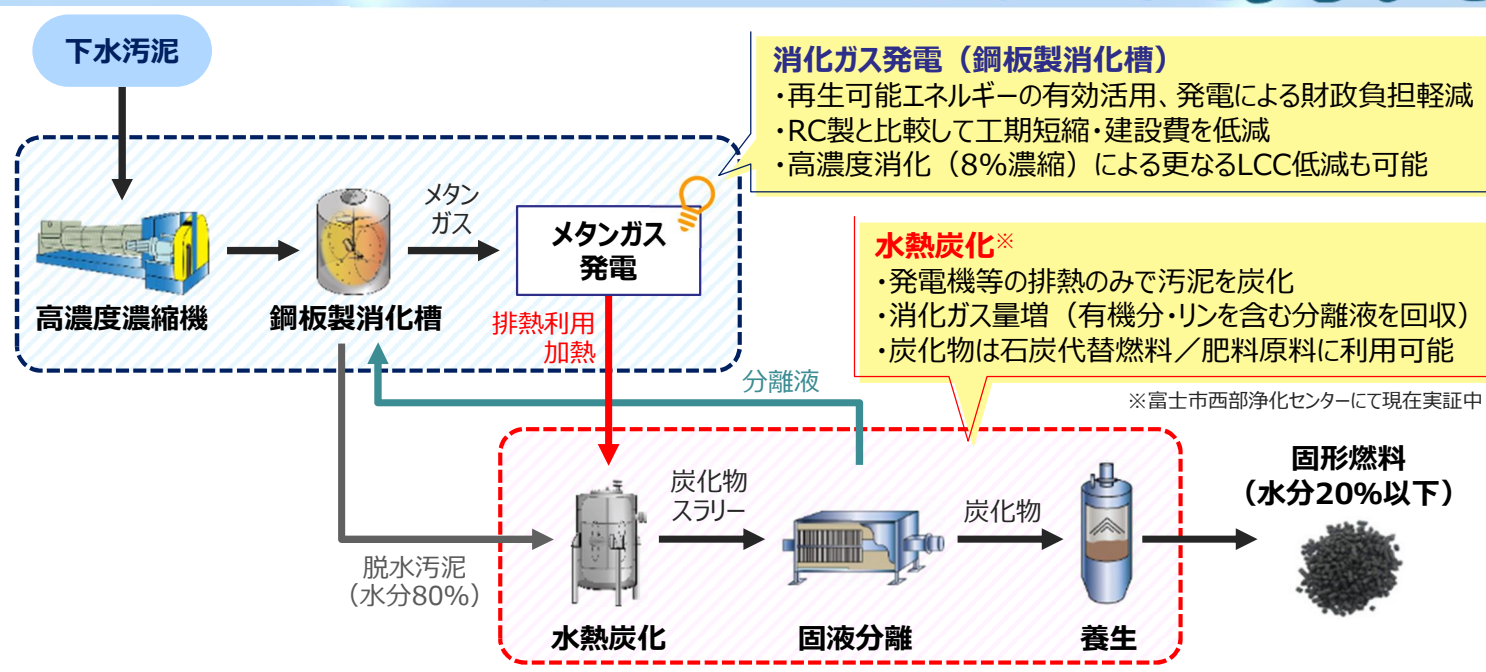 下水汚泥
消化ガス発電（鋼板製消化槽）
・再生可能エネルギーの有効活用、発電による財政負担軽減
・RC製と比較して工期短縮・建設費を低減
・高濃度消化（8%濃縮）による更なるLCC低減も可能
メタン
ガス
メタンガス
発電
高濃度濃縮機
鋼板製消化槽
排熱利用
加熱
水熱炭化※
・発電機等の排熱のみで汚泥を炭化
・消化ガス量増（有機分・リンを含む分離液を回収）
・炭化物は石炭代替燃料／肥料原料に利用可能
※富士市西部浄化センターにて現在実証中
分離液
脱水汚泥
（水分80%）
炭化物
スラリー
炭化物
固形燃料
（水分20%以下）
水熱炭化
固液分離
養生